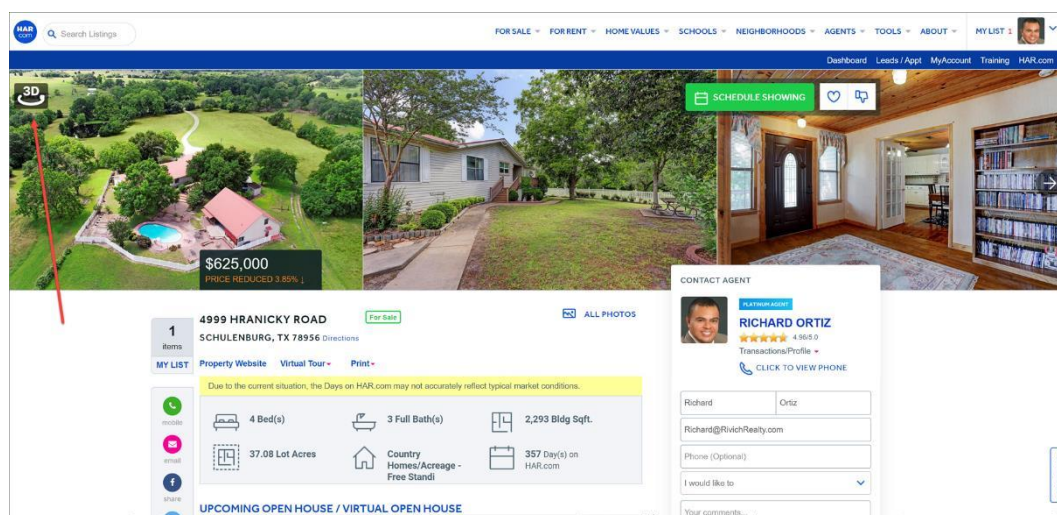 HAR
com
Search Listings
FOR SALE
FOR RENT
HOME VALUES
SCHOOLS
NEIGHBORHOODS
AGENTS
TOOLS
ABOUT
MY LIST 1
Dashboard
Leads / Appt
MyAccount
Training
HAR.com
3D
SCHEDULE SHOWING
$625,000
PRICE REDUCED 3.85% ↓
1
items
MY LIST
4999 HRANICKY ROAD
For Sale
SCHULENBURG, TX 78956 Directions
ALL PHOTOS
Property Website
Virtual Tour
Print
Due to the current situation, the Days on HAR.com may not accurately reflect typical market conditions.
4 Bed(s)
3 Full Bath(s)
2,293 Bldg Sqft.
37.08 Lot Acres
Country
Homes/Acreage -
Free Standi
357 Day(s) on
HAR.com
mobile
email
share
UPCOMING OPEN HOUSE / VIRTUAL OPEN HOUSE
CONTACT AGENT
PLATINUM AGENT
RICHARD ORTIZ
4.96/5.0
Transactions/Profile
CLICK TO VIEW PHONE
Richard
Ortiz
Richard@RivichRealty.com
Phone (Optional)
I would like to
Your comments...